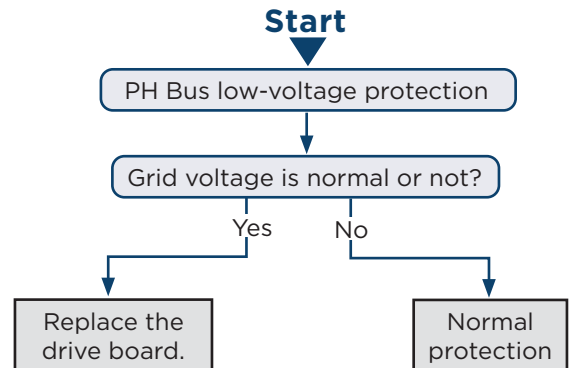 Start
PH Bus low-voltage protection
Grid voltage is normal or not?
Yes
No
Replace the
drive board.
Normal
protection